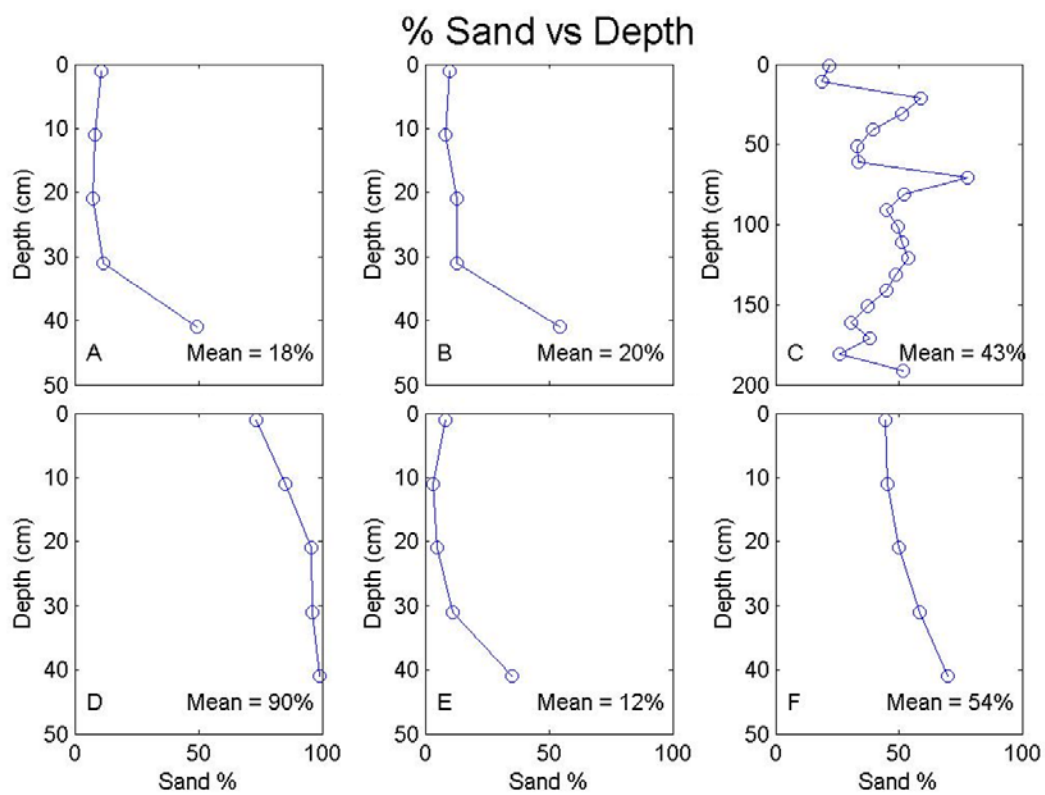 % Sand vs Depth
0
10
20
30
40
50
Depth (cm)
A
Mean = 18%
0
10
20
30
40
50
Depth (cm)
B
Mean = 20%
0
50
100
150
200
Depth (cm)
C
Mean = 43%
0
10
20
30
40
50
Depth (cm)
D
Mean = 90%
0 50 100
Sand %
0
10
20
30
40
50
Depth (cm)
E
Mean = 12%
0 50 100
Sand %
0
10
20
30
40
50
Depth (cm)
F
Mean = 54%
0 50 100
Sand %